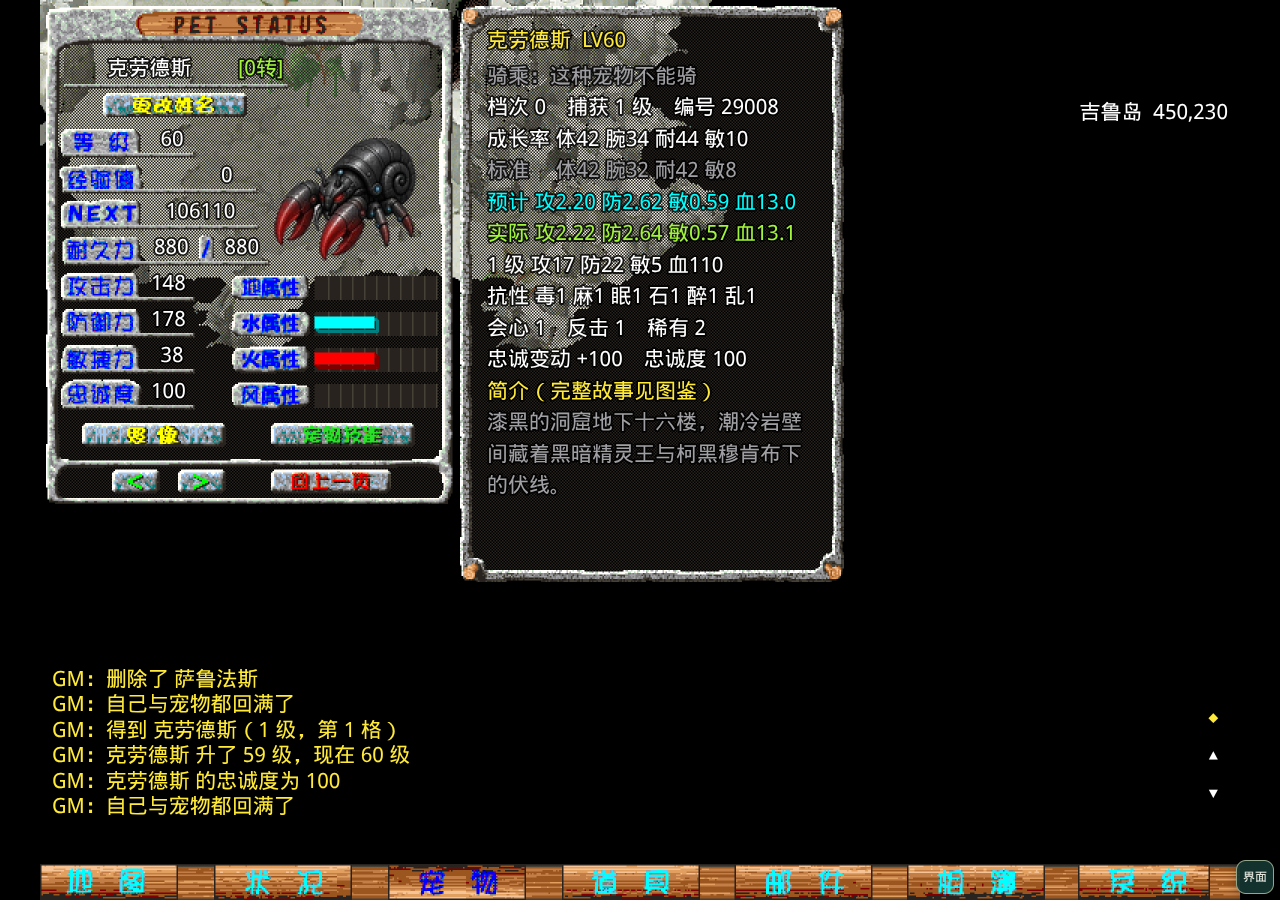 PET STATUS
克劳德斯 [0转]
更改姓名
等 级 60
经验值 0
NEXT 106110
耐久力 880 / 880
攻击力 148 地属性
防御力 178 水属性
敏捷力 38 火属性
忠诚度 100 风属性
影 像 宠物技能
< > 回上一页
克劳德斯 LV60
骑乘：这种宠物不能骑
档次 0 捕获 1 级 编号 29008
成长率 体42 腕34 耐44 敏10
标准 体42 腕32 耐42 敏8
预计 攻2.20 防2.62 敏0.59 血13.0
实际 攻2.22 防2.64 敏0.57 血13.1
1 级 攻17 防22 敏5 血110
抗性 毒1 麻1 眠1 石1 醉1 乱1
会心 1 反击 1 稀有 2
忠诚变动 +100 忠诚度 100
简介（完整故事见图鉴）
漆黑的洞窟地下十六楼，潮冷岩壁
间藏着黑暗精灵王与柯黑穆肯布下
的伏线。
吉鲁岛 450,230
GM：删除了 萨鲁法斯
GM：自己与宠物都回满了
GM：得到 克劳德斯（1 级，第 1 格）
GM：克劳德斯 升了 59 级，现在 60 级
GM：克劳德斯 的忠诚度为 100
GM：自己与宠物都回满了
地 图 状 况 宠 物 道 具 邮 件 相 簿 系 统
界面